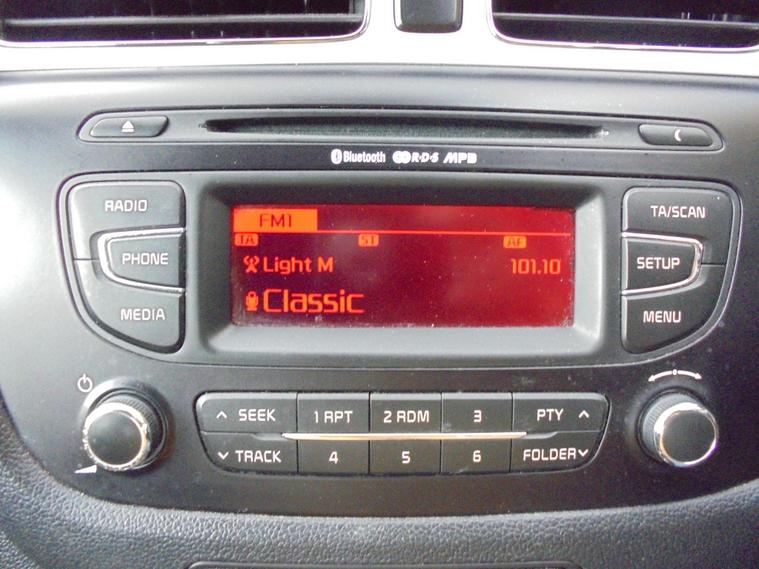 Bluetooth R·D·S MP3
RADIO
PHONE
MEDIA
FM1
TA ST AF
Light M 101.10
Classic
TA/SCAN
SETUP
MENU
SEEK 1 RPT 2 RDM 3 PTY
TRACK 4 5 6 FOLDER